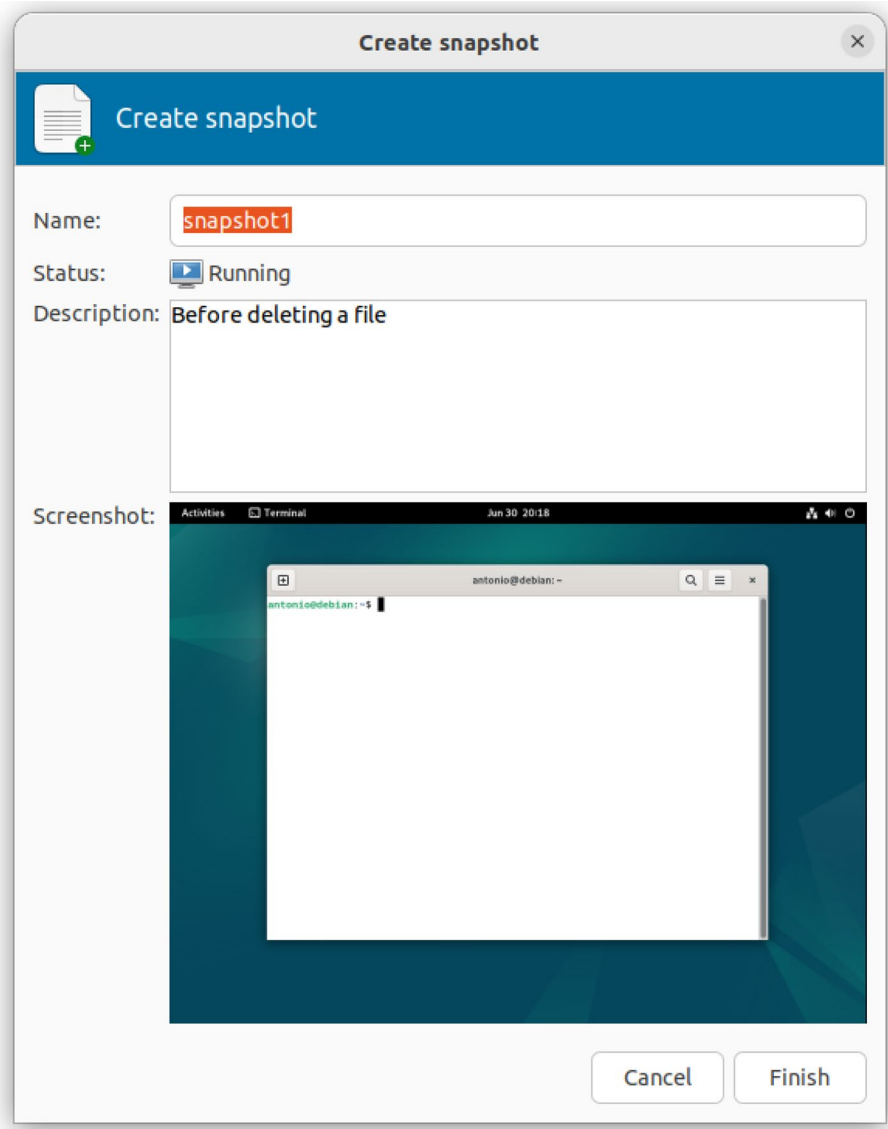 Create snapshot
Create snapshot
Name: snapshot1
Status: Running
Description: Before deleting a file
Screenshot:
Activities Terminal Jun 30 20:18
antonio@debian: ~
antonio@debian:~$
Cancel Finish